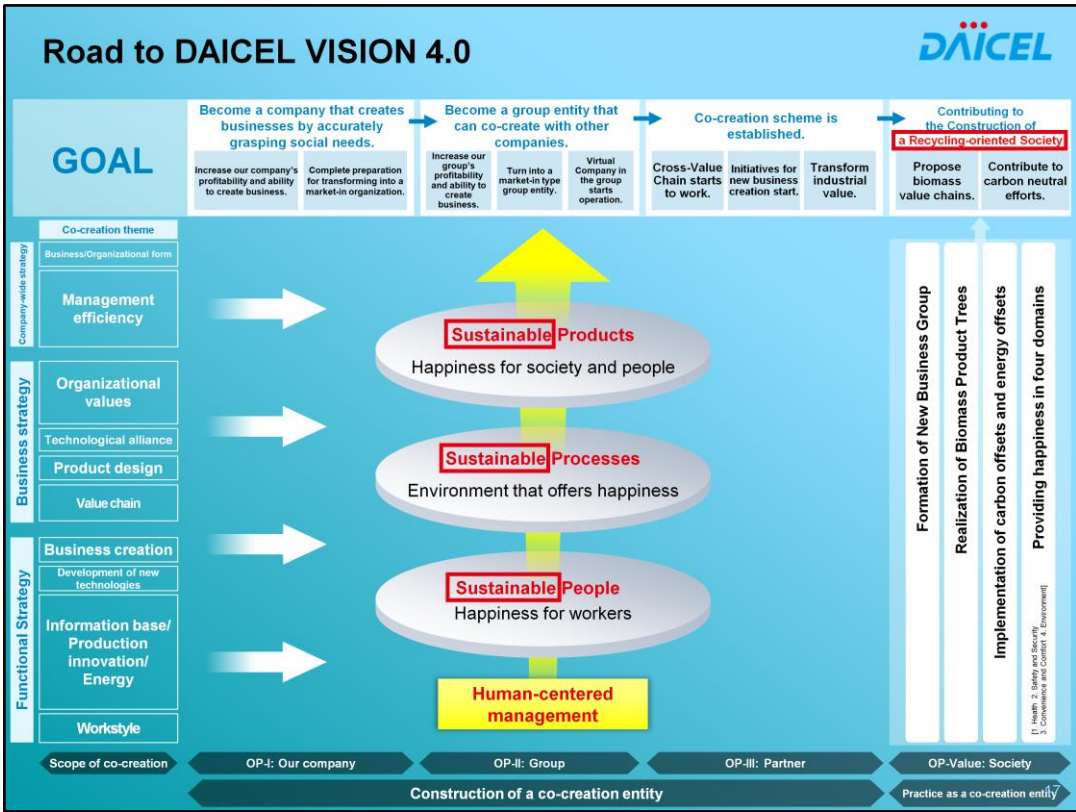 Road to DAICEL VISION 4.0
DAICEL
GOAL
Become a company that creates
businesses by accurately
grasping social needs.
Increase our company's
profitability and ability
to create business.
Complete preparation
for transforming into a
market-in organization.
Become a group entity that
can co-create with other
companies.
Increase our
group's
profitability
and ability to
create
business.
Turn into a
market-in type
group entity.
Virtual
Company in
the group
starts
operation.
Co-creation scheme is
established.
Cross-Value
Chain starts
to work.
Initiatives for
new business
creation start.
Transform
industrial
value.
Contributing to
the Construction of
a Recycling-oriented Society
Propose
biomass
value chains.
Contribute to
carbon neutral
efforts.
Co-creation theme
Company-wide strategy
Business/Organizational form
Management
efficiency
Business strategy
Organizational
values
Technological alliance
Product design
Value chain
Functional Strategy
Business creation
Development of new
technologies
Information base/
Production
innovation/
Energy
Workstyle
Sustainable Products
Happiness for society and people
Sustainable Processes
Environment that offers happiness
Sustainable People
Happiness for workers
Human-centered
management
Formation of New Business Group
Realization of Biomass Product Trees
Implementation of carbon offsets and energy offsets
Providing happiness in four domains
[1. Health 2. Safety and Security
3. Convenience and Comfort 4. Environment]
Scope of co-creation
OP-I: Our company
OP-II: Group
OP-III: Partner
OP-Value: Society
Construction of a co-creation entity
Practice as a co-creation entity
17